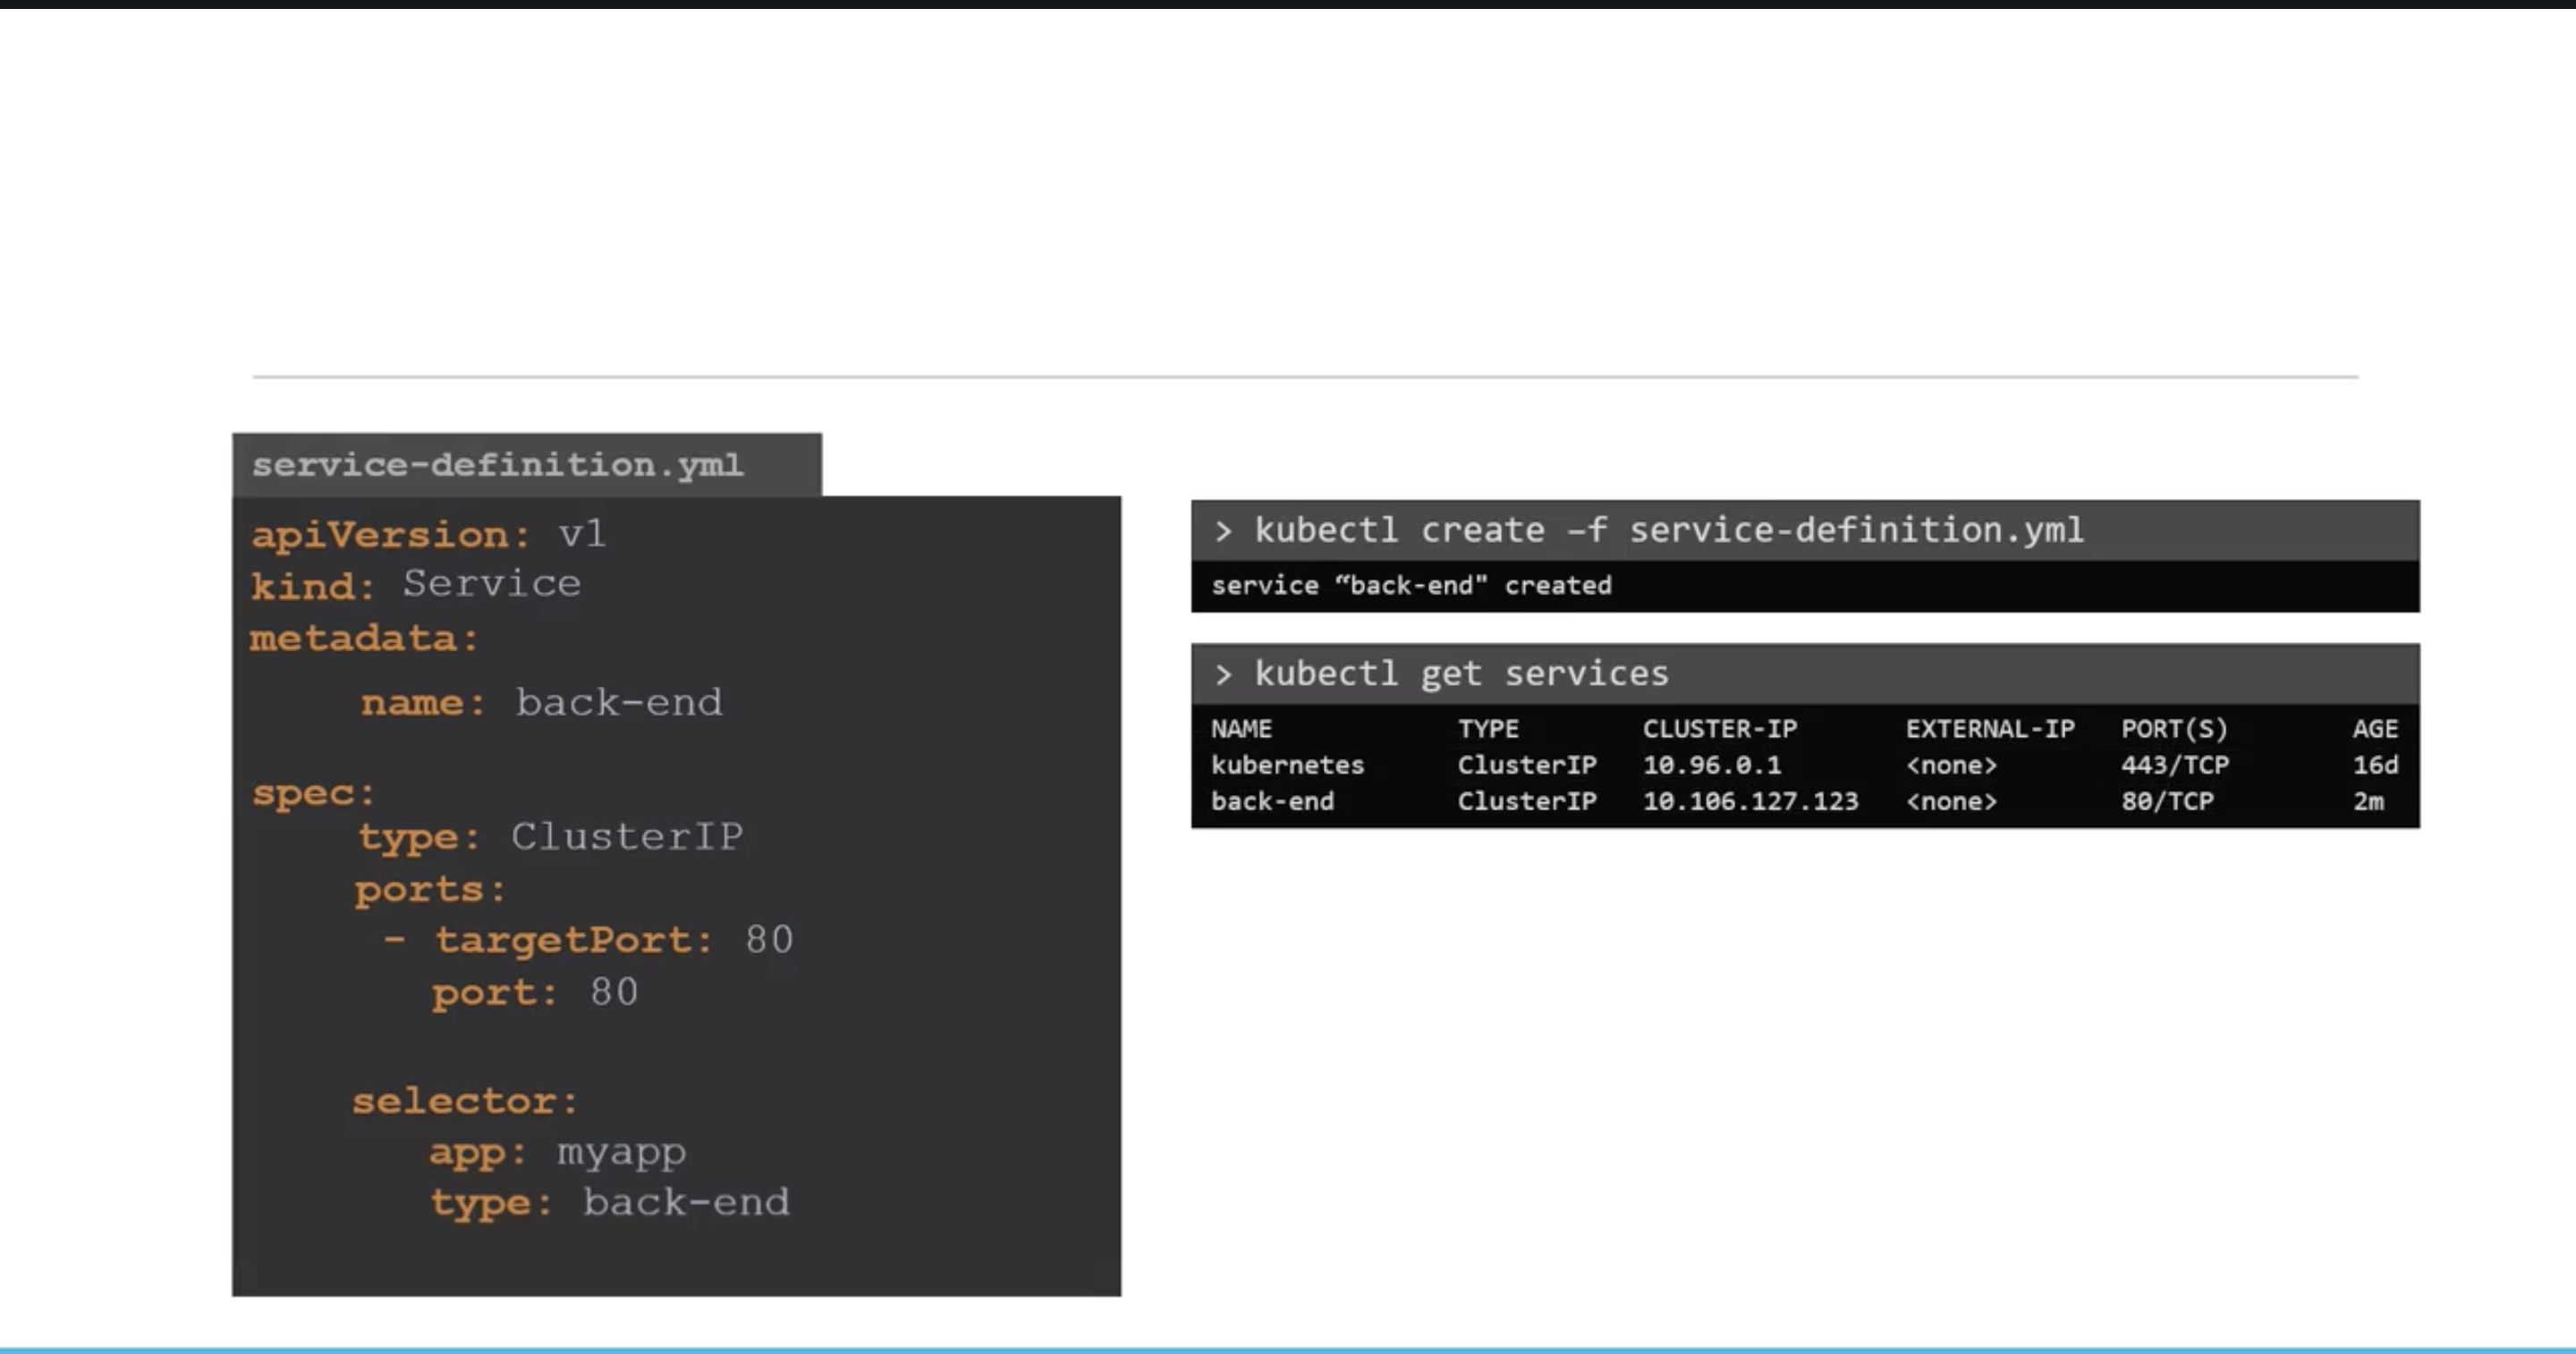 service-definition.yml
apiVersion: v1
kind: Service
metadata:
name: back-end
spec:
type: ClusterIP
ports:
- targetPort: 80
port: 80
selector:
app: myapp
type: back-end
> kubectl create –f service-definition.yml
service “back-end" created
> kubectl get services
NAME TYPE CLUSTER-IP EXTERNAL-IP PORT(S) AGE
kubernetes ClusterIP 10.96.0.1 <none> 443/TCP 16d
back-end ClusterIP 10.106.127.123 <none> 80/TCP 2m